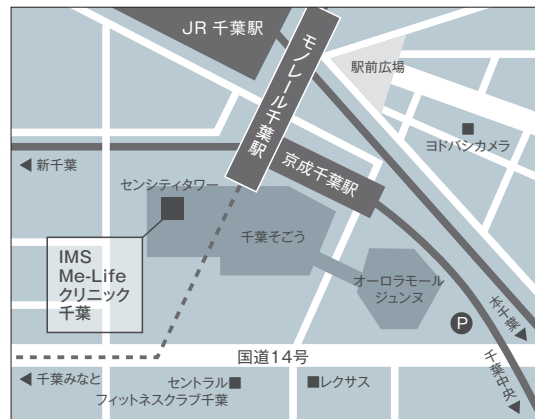 JR 千葉駅
モノレール千葉駅
駅前広場
ヨドバシカメラ
新千葉
京成千葉駅
センシティタワー
IMS
Me-Life
クリニック
千葉
千葉そごう
オーロラモール
ジュンヌ
P
本千葉
国道14号
千葉みなと
セントラル
フィットネスクラブ千葉
レクサス
千葉中央